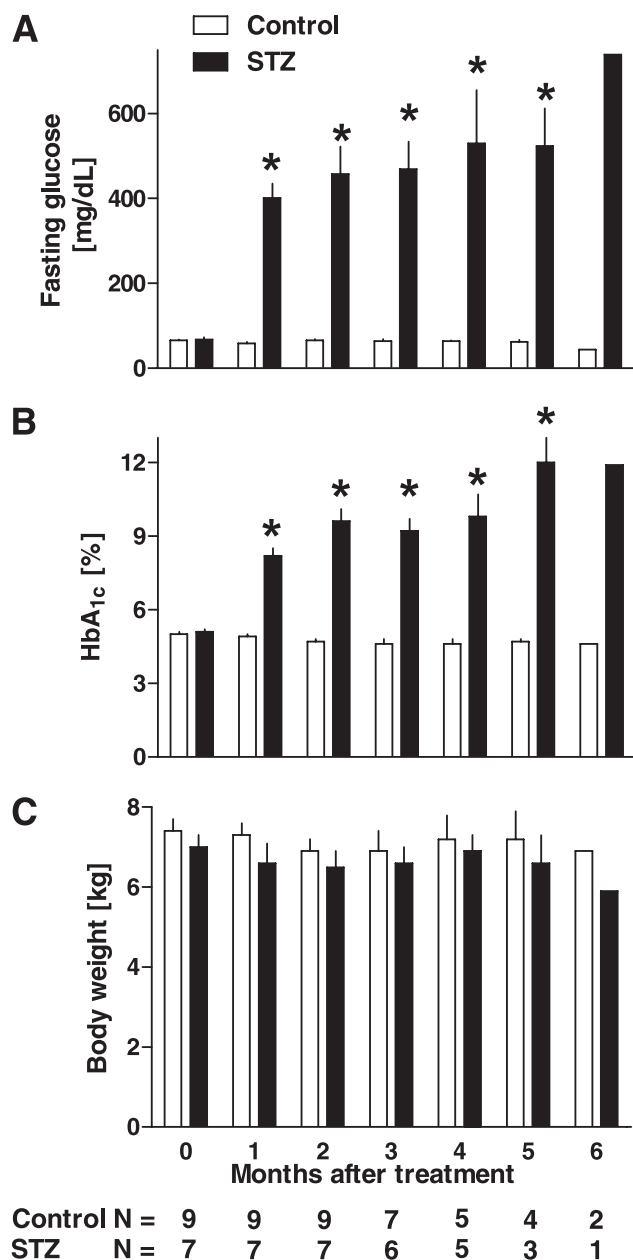 A
Control
STZ
Fasting glucose
[mg/dL]
600
400
200
0
* * * * *
B
HbA1c [%]
12
9
6
3
0
* * * * *
C
Body weight [kg]
8
6
4
2
0
0 1 2 3 4 5 6
Months after treatment
Control N = 9 9 9 7 5 4 2
STZ N = 7 7 7 6 5 3 1